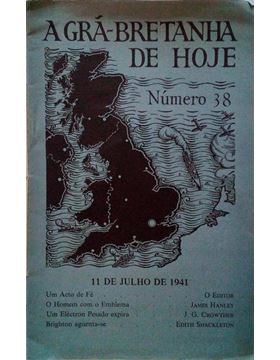 A GRÃ-BRETANHA
DE HOJE
Número 38
11 DE JULHO DE 1941
Um Acto de Fé . . . . O Editor
O Homem com o Emblema . . James Hanley
Um Eléctron Pesado expira . . J. G. Crowther
Brighton aguenta-se . . . Edith Shackleton